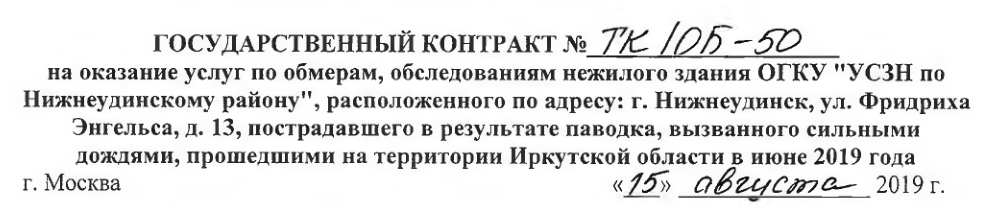 ГОСУДАРСТВЕННЫЙ КОНТРАКТ № ТК/ОБ-50
на оказание услуг по обмерам, обследованиям нежилого здания ОГКУ "УСЗН по
Нижнеудинскому району", расположенного по адресу: г. Нижнеудинск, ул. Фридриха
Энгельса, д. 13, пострадавшего в результате паводка, вызванного сильными
дождями, прошедшими на территории Иркутской области в июне 2019 года
г. Москва «15» августа 2019 г.